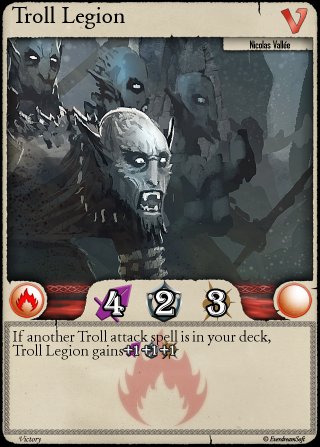 Troll Legion
V
Nicolas Vallée
4 2 3
If another Troll attack spell is in your deck,
Troll Legion gains +1 +1 +1
Victory © EverdreamSoft